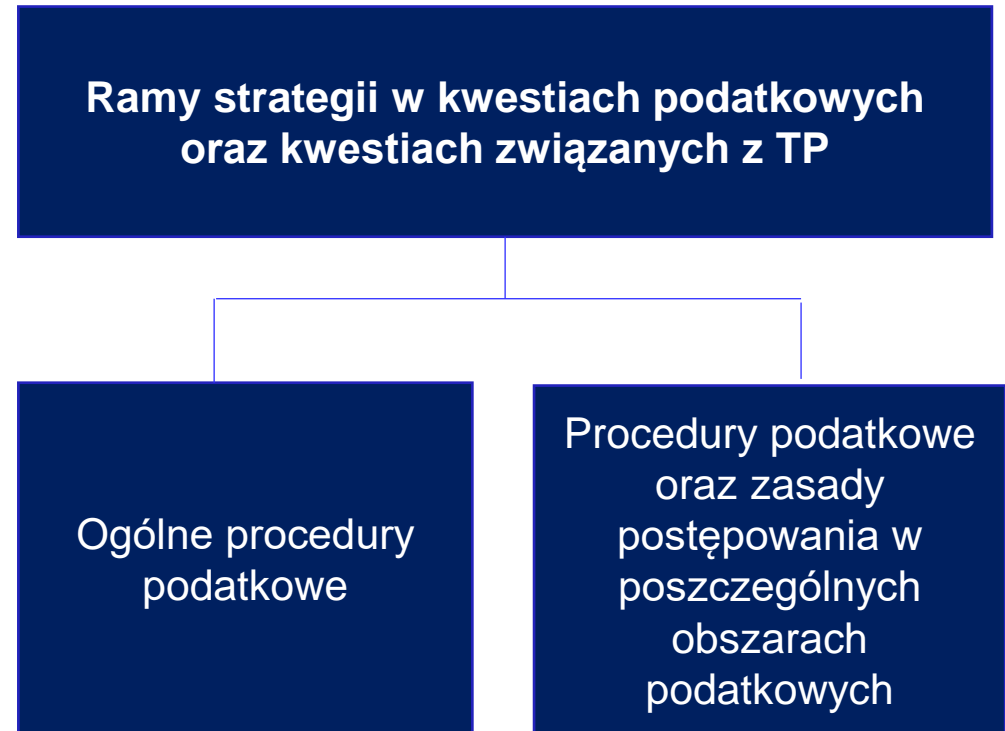 Ramy strategii w kwestiach podatkowych
oraz kwestiach związanych z TP
Ogólne procedury
podatkowe
Procedury podatkowe
oraz zasady
postępowania w
poszczególnych
obszarach
podatkowych